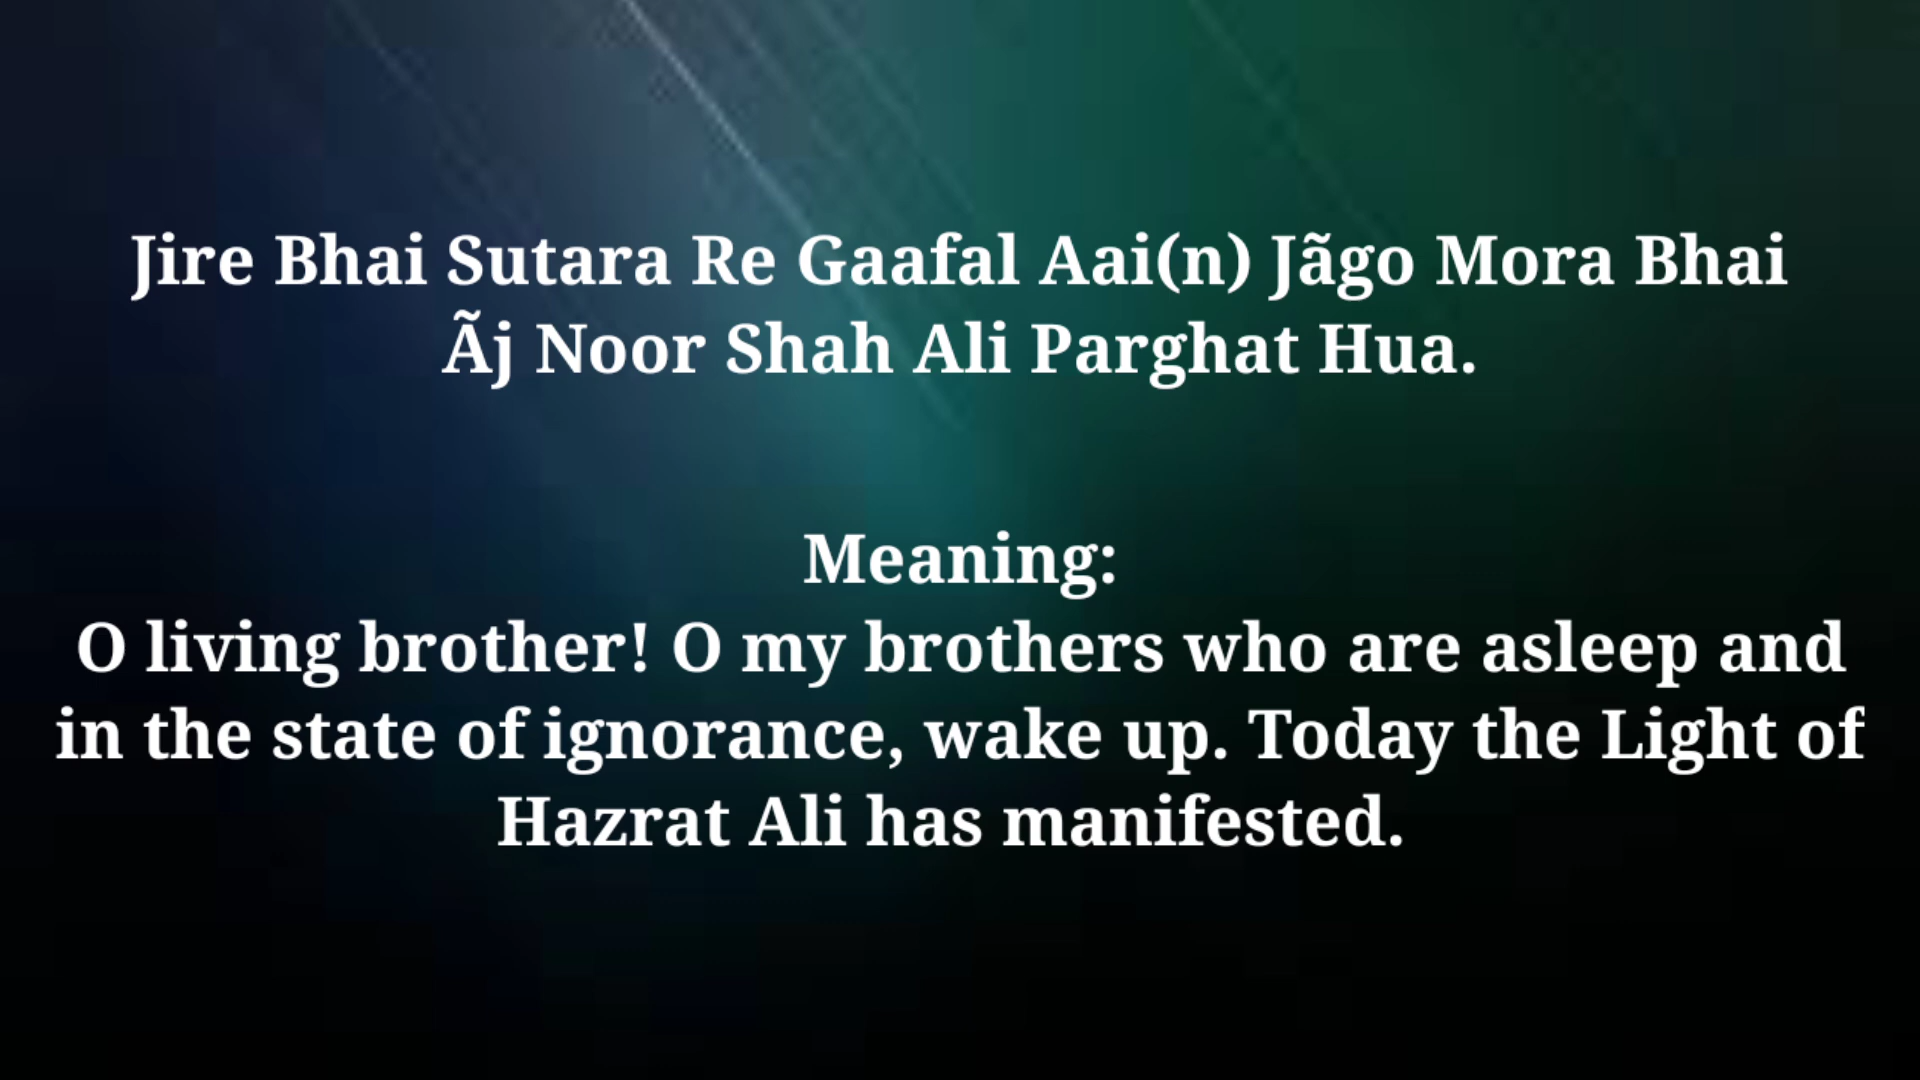 Jire Bhai Sutara Re Gaafal Aai(n) Jãgo Mora Bhai
Ãj Noor Shah Ali Parghat Hua.
Meaning:
O living brother! O my brothers who are asleep and
in the state of ignorance, wake up. Today the Light of
Hazrat Ali has manifested.